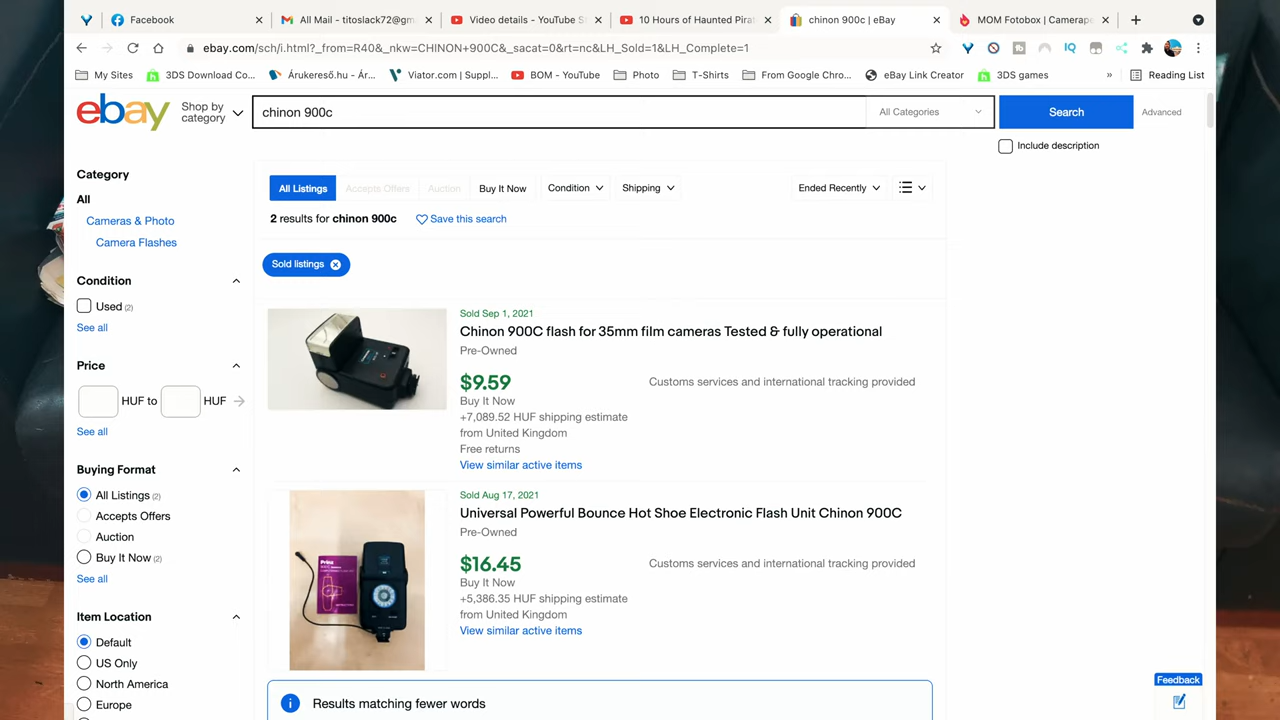 Facebook
All Mail - titoslack72@gm
Video details - YouTube S
10 Hours of Haunted Pira
chinon 900c | eBay
MOM Fotobox | Camerape
ebay.com/sch/i.html?_from=R40&_nkw=CHINON+900C&_sacat=0&rt=nc&LH_Sold=1&LH_Complete=1
IQ
My Sites
3DS Download Co...
Árukereső.hu - Ár...
Viator.com | Suppl...
BOM - YouTube
Photo
T-Shirts
From Google Chro...
eBay Link Creator
3DS games
»
Reading List
ebay
Shop by
category
chinon 900c
All Categories
Search
Advanced
Include description
Category
All
Cameras & Photo
Camera Flashes
Condition
Used (2)
See all
Price
HUF to
HUF
See all
Buying Format
All Listings (2)
Accepts Offers
Auction
Buy It Now (2)
See all
Item Location
Default
US Only
North America
Europe
All Listings
Accepts Offers
Auction
Buy It Now
Condition
Shipping
Ended Recently
2 results for chinon 900c
Save this search
Sold listings
Sold Sep 1, 2021
Chinon 900C flash for 35mm film cameras Tested & fully operational
Pre-Owned
$9.59
Customs services and international tracking provided
Buy It Now
+7,089.52 HUF shipping estimate
from United Kingdom
Free returns
View similar active items
Sold Aug 17, 2021
Universal Powerful Bounce Hot Shoe Electronic Flash Unit Chinon 900C
Pre-Owned
$16.45
Customs services and international tracking provided
Buy It Now
+5,386.35 HUF shipping estimate
from United Kingdom
View similar active items
Prinz
Results matching fewer words
Feedback